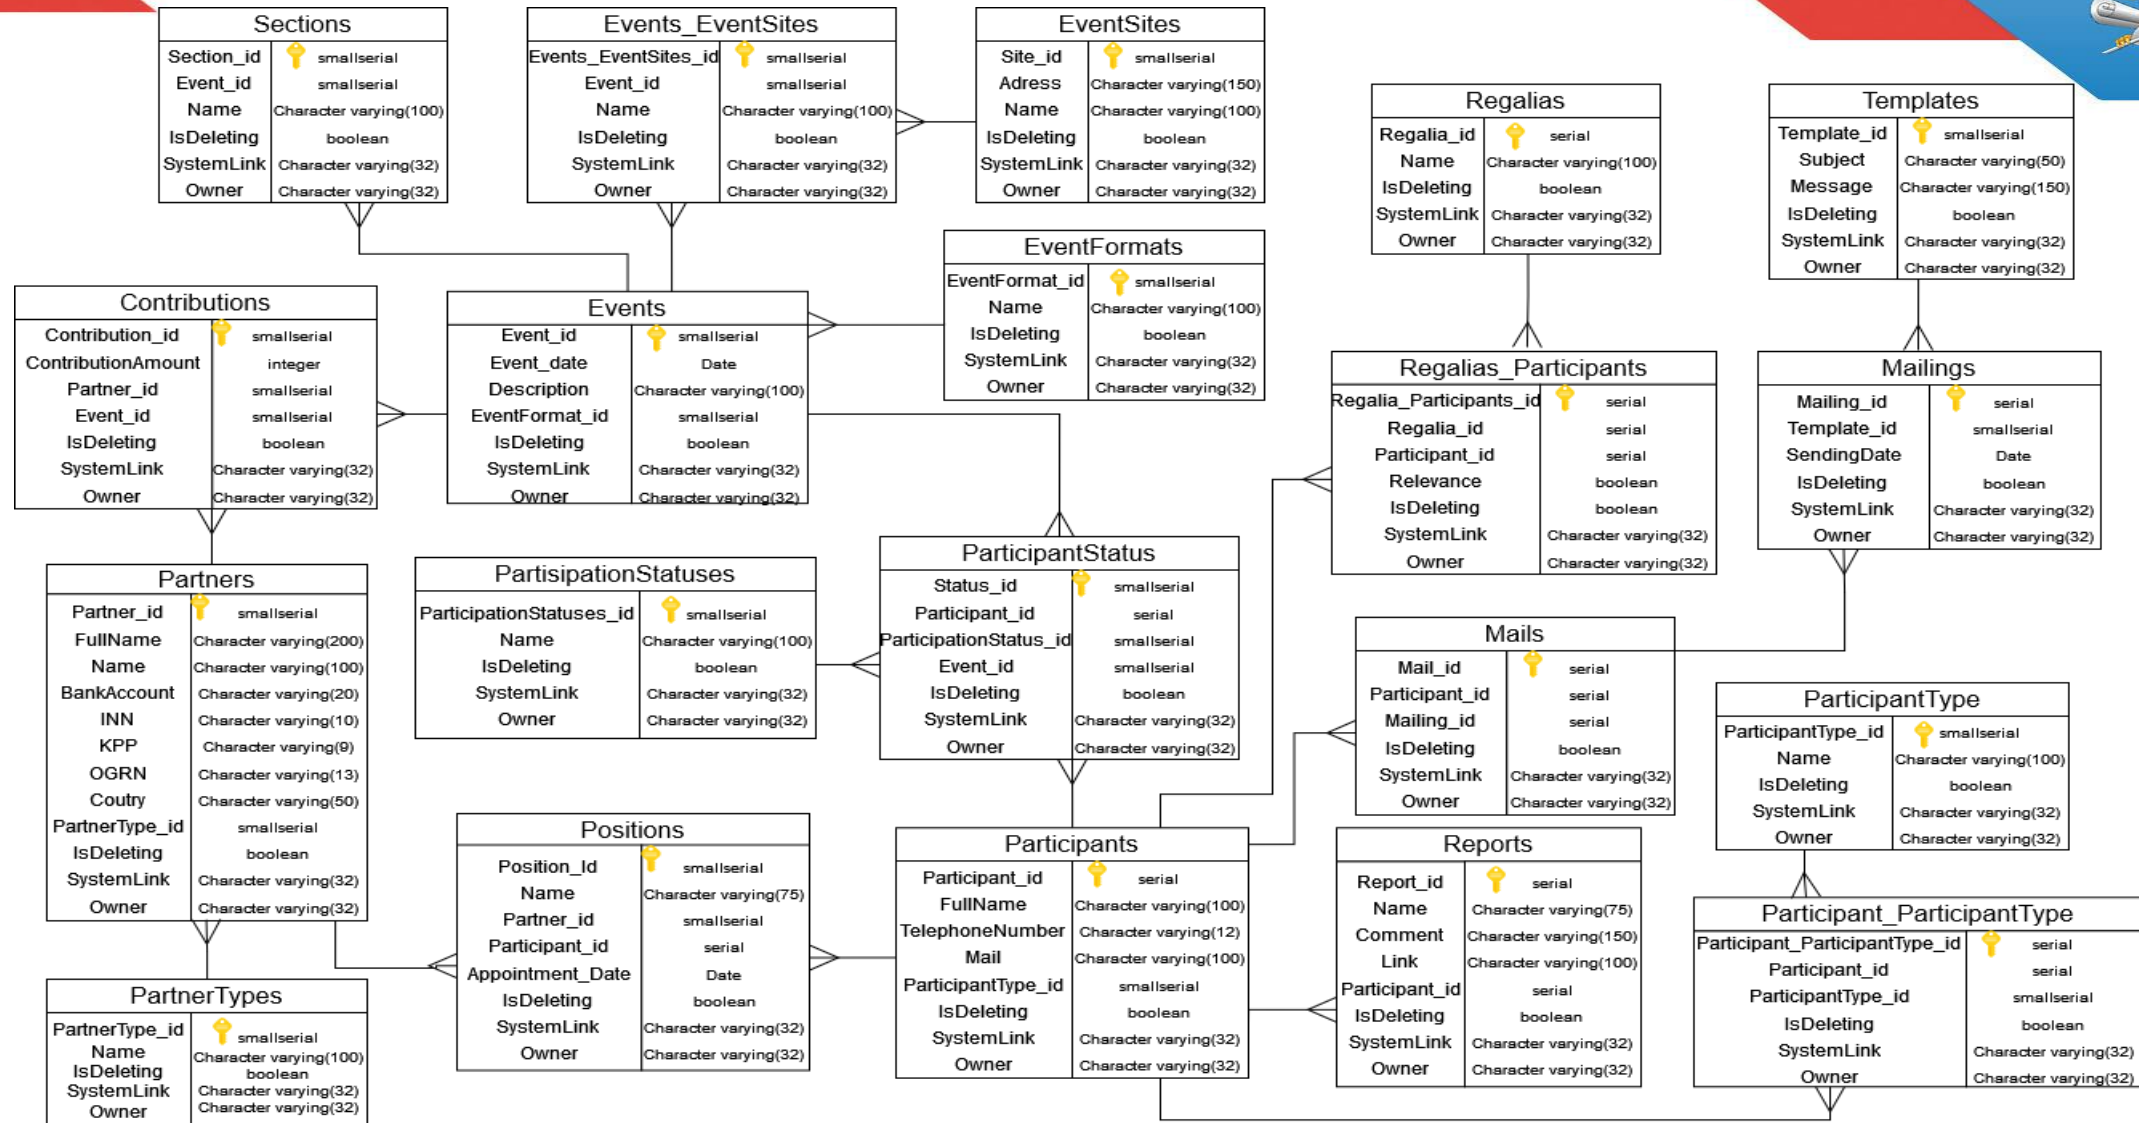 Sections
Section_id smallserial
Event_id smallserial
Name Character varying(100)
IsDeleting boolean
SystemLink Character varying(32)
Owner Character varying(32)
Events_EventSites
Events_EventSites_id smallserial
Event_id smallserial
Name Character varying(100)
IsDeleting boolean
SystemLink Character varying(32)
Owner Character varying(32)
EventSites
Site_id smallserial
Adress Character varying(150)
Name Character varying(100)
IsDeleting boolean
SystemLink Character varying(32)
Owner Character varying(32)
Regalias
Regalia_id serial
Name Character varying(100)
IsDeleting boolean
SystemLink Character varying(32)
Owner Character varying(32)
Templates
Template_id smallserial
Subject Character varying(50)
Message Character varying(150)
IsDeleting boolean
SystemLink Character varying(32)
Owner Character varying(32)
EventFormats
EventFormat_id smallserial
Name Character varying(100)
IsDeleting boolean
SystemLink Character varying(32)
Owner Character varying(32)
Contributions
Contribution_id smallserial
ContributionAmount integer
Partner_id smallserial
Event_id smallserial
IsDeleting boolean
SystemLink Character varying(32)
Owner Character varying(32)
Events
Event_id smallserial
Event_date Date
Description Character varying(100)
EventFormat_id smallserial
IsDeleting boolean
SystemLink Character varying(32)
Owner Character varying(32)
Regalias_Participants
Regalia_Participants_id serial
Regalia_id serial
Participant_id serial
Relevance boolean
IsDeleting boolean
SystemLink Character varying(32)
Owner Character varying(32)
Mailings
Mailing_id serial
Template_id smallserial
SendingDate Date
IsDeleting boolean
SystemLink Character varying(32)
Owner Character varying(32)
Partners
Partner_id smallserial
FullName Character varying(200)
Name Character varying(100)
BankAccount Character varying(20)
INN Character varying(10)
KPP Character varying(9)
OGRN Character varying(13)
Coutry Character varying(50)
PartnerType_id smallserial
IsDeleting boolean
SystemLink Character varying(32)
Owner Character varying(32)
PartisipationStatuses
ParticipationStatuses_id smallserial
Name Character varying(100)
IsDeleting boolean
SystemLink Character varying(32)
Owner Character varying(32)
ParticipantStatus
Status_id smallserial
Participant_id serial
ParticipationStatus_id smallserial
Event_id smallserial
IsDeleting boolean
SystemLink Character varying(32)
Owner Character varying(32)
Mails
Mail_id serial
Participant_id serial
Mailing_id serial
IsDeleting boolean
SystemLink Character varying(32)
Owner Character varying(32)
ParticipantType
ParticipantType_id smallserial
Name Character varying(100)
IsDeleting boolean
SystemLink Character varying(32)
Owner Character varying(32)
Positions
Position_Id smallserial
Name Character varying(75)
Partner_id smallserial
Participant_id serial
Appointment_Date Date
IsDeleting boolean
SystemLink Character varying(32)
Owner Character varying(32)
Participants
Participant_id serial
FullName Character varying(100)
TelephoneNumber Character varying(12)
Mail Character varying(100)
ParticipantType_id smallserial
IsDeleting boolean
SystemLink Character varying(32)
Owner Character varying(32)
Reports
Report_id serial
Name Character varying(75)
Comment Character varying(150)
Link Character varying(100)
Participant_id serial
IsDeleting boolean
SystemLink Character varying(32)
Owner Character varying(32)
Participant_ParticipantType
Participant_ParticipantType_id serial
Participant_id serial
ParticipantType_id smallserial
IsDeleting boolean
SystemLink Character varying(32)
Owner Character varying(32)
PartnerTypes
PartnerType_id smallserial
Name Character varying(100)
IsDeleting boolean
SystemLink Character varying(32)
Owner Character varying(32)